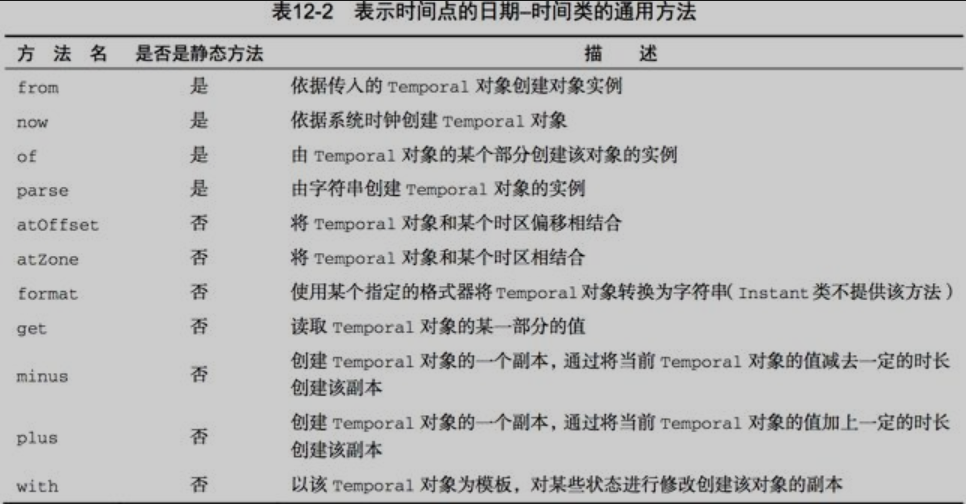 表12-2 表示时间点的日期–时间类的通用方法
方 法 名 是否是静态方法 描 述
from 是 依据传入的 Temporal 对象创建对象实例
now 是 依据系统时钟创建 Temporal 对象
of 是 由 Temporal 对象的某个部分创建该对象的实例
parse 是 由字符串创建 Temporal 对象的实例
atOffset 否 将 Temporal 对象和某个时区偏移相结合
atZone 否 将 Temporal 对象和某个时区相结合
format 否 使用某个指定的格式器将 Temporal 对象转换为字符串（Instant 类不提供该方法）
get 否 读取 Temporal 对象的某一部分的值
minus 否 创建 Temporal 对象的一个副本，通过将当前 Temporal 对象的值减去一定的时长
创建该副本
plus 否 创建 Temporal 对象的一个副本，通过将当前 Temporal 对象的值加上一定的时长
创建该副本
with 否 以该 Temporal 对象为模板，对某些状态进行修改创建该对象的副本